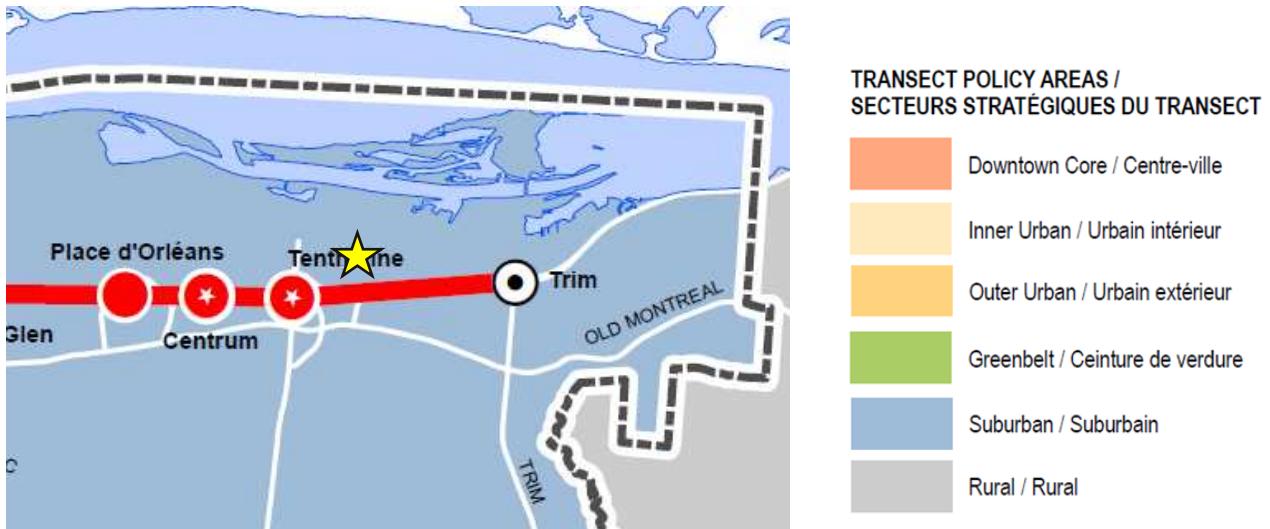 Place d'Orléans
Tenth Line
Trim
Glen
Centrum
OLD MONTREAL
TRIM
C
TRANSECT POLICY AREAS /
SECTEURS STRATÉGIQUES DU TRANSECT
Downtown Core / Centre-ville
Inner Urban / Urbain intérieur
Outer Urban / Urbain extérieur
Greenbelt / Ceinture de verdure
Suburban / Suburbain
Rural / Rural